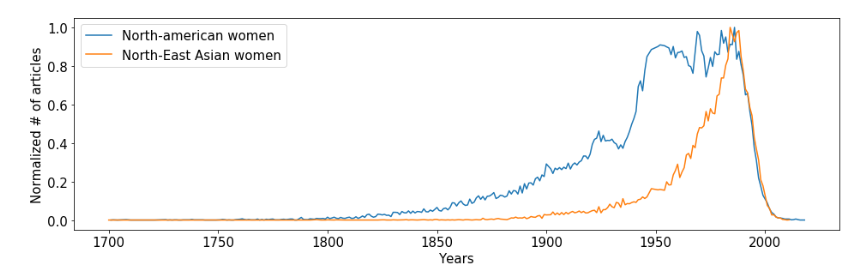 North-american women
North-East Asian women
Normalized # of articles
1.0
0.8
0.6
0.4
0.2
0.0
1700 1750 1800 1850 1900 1950 2000
Years